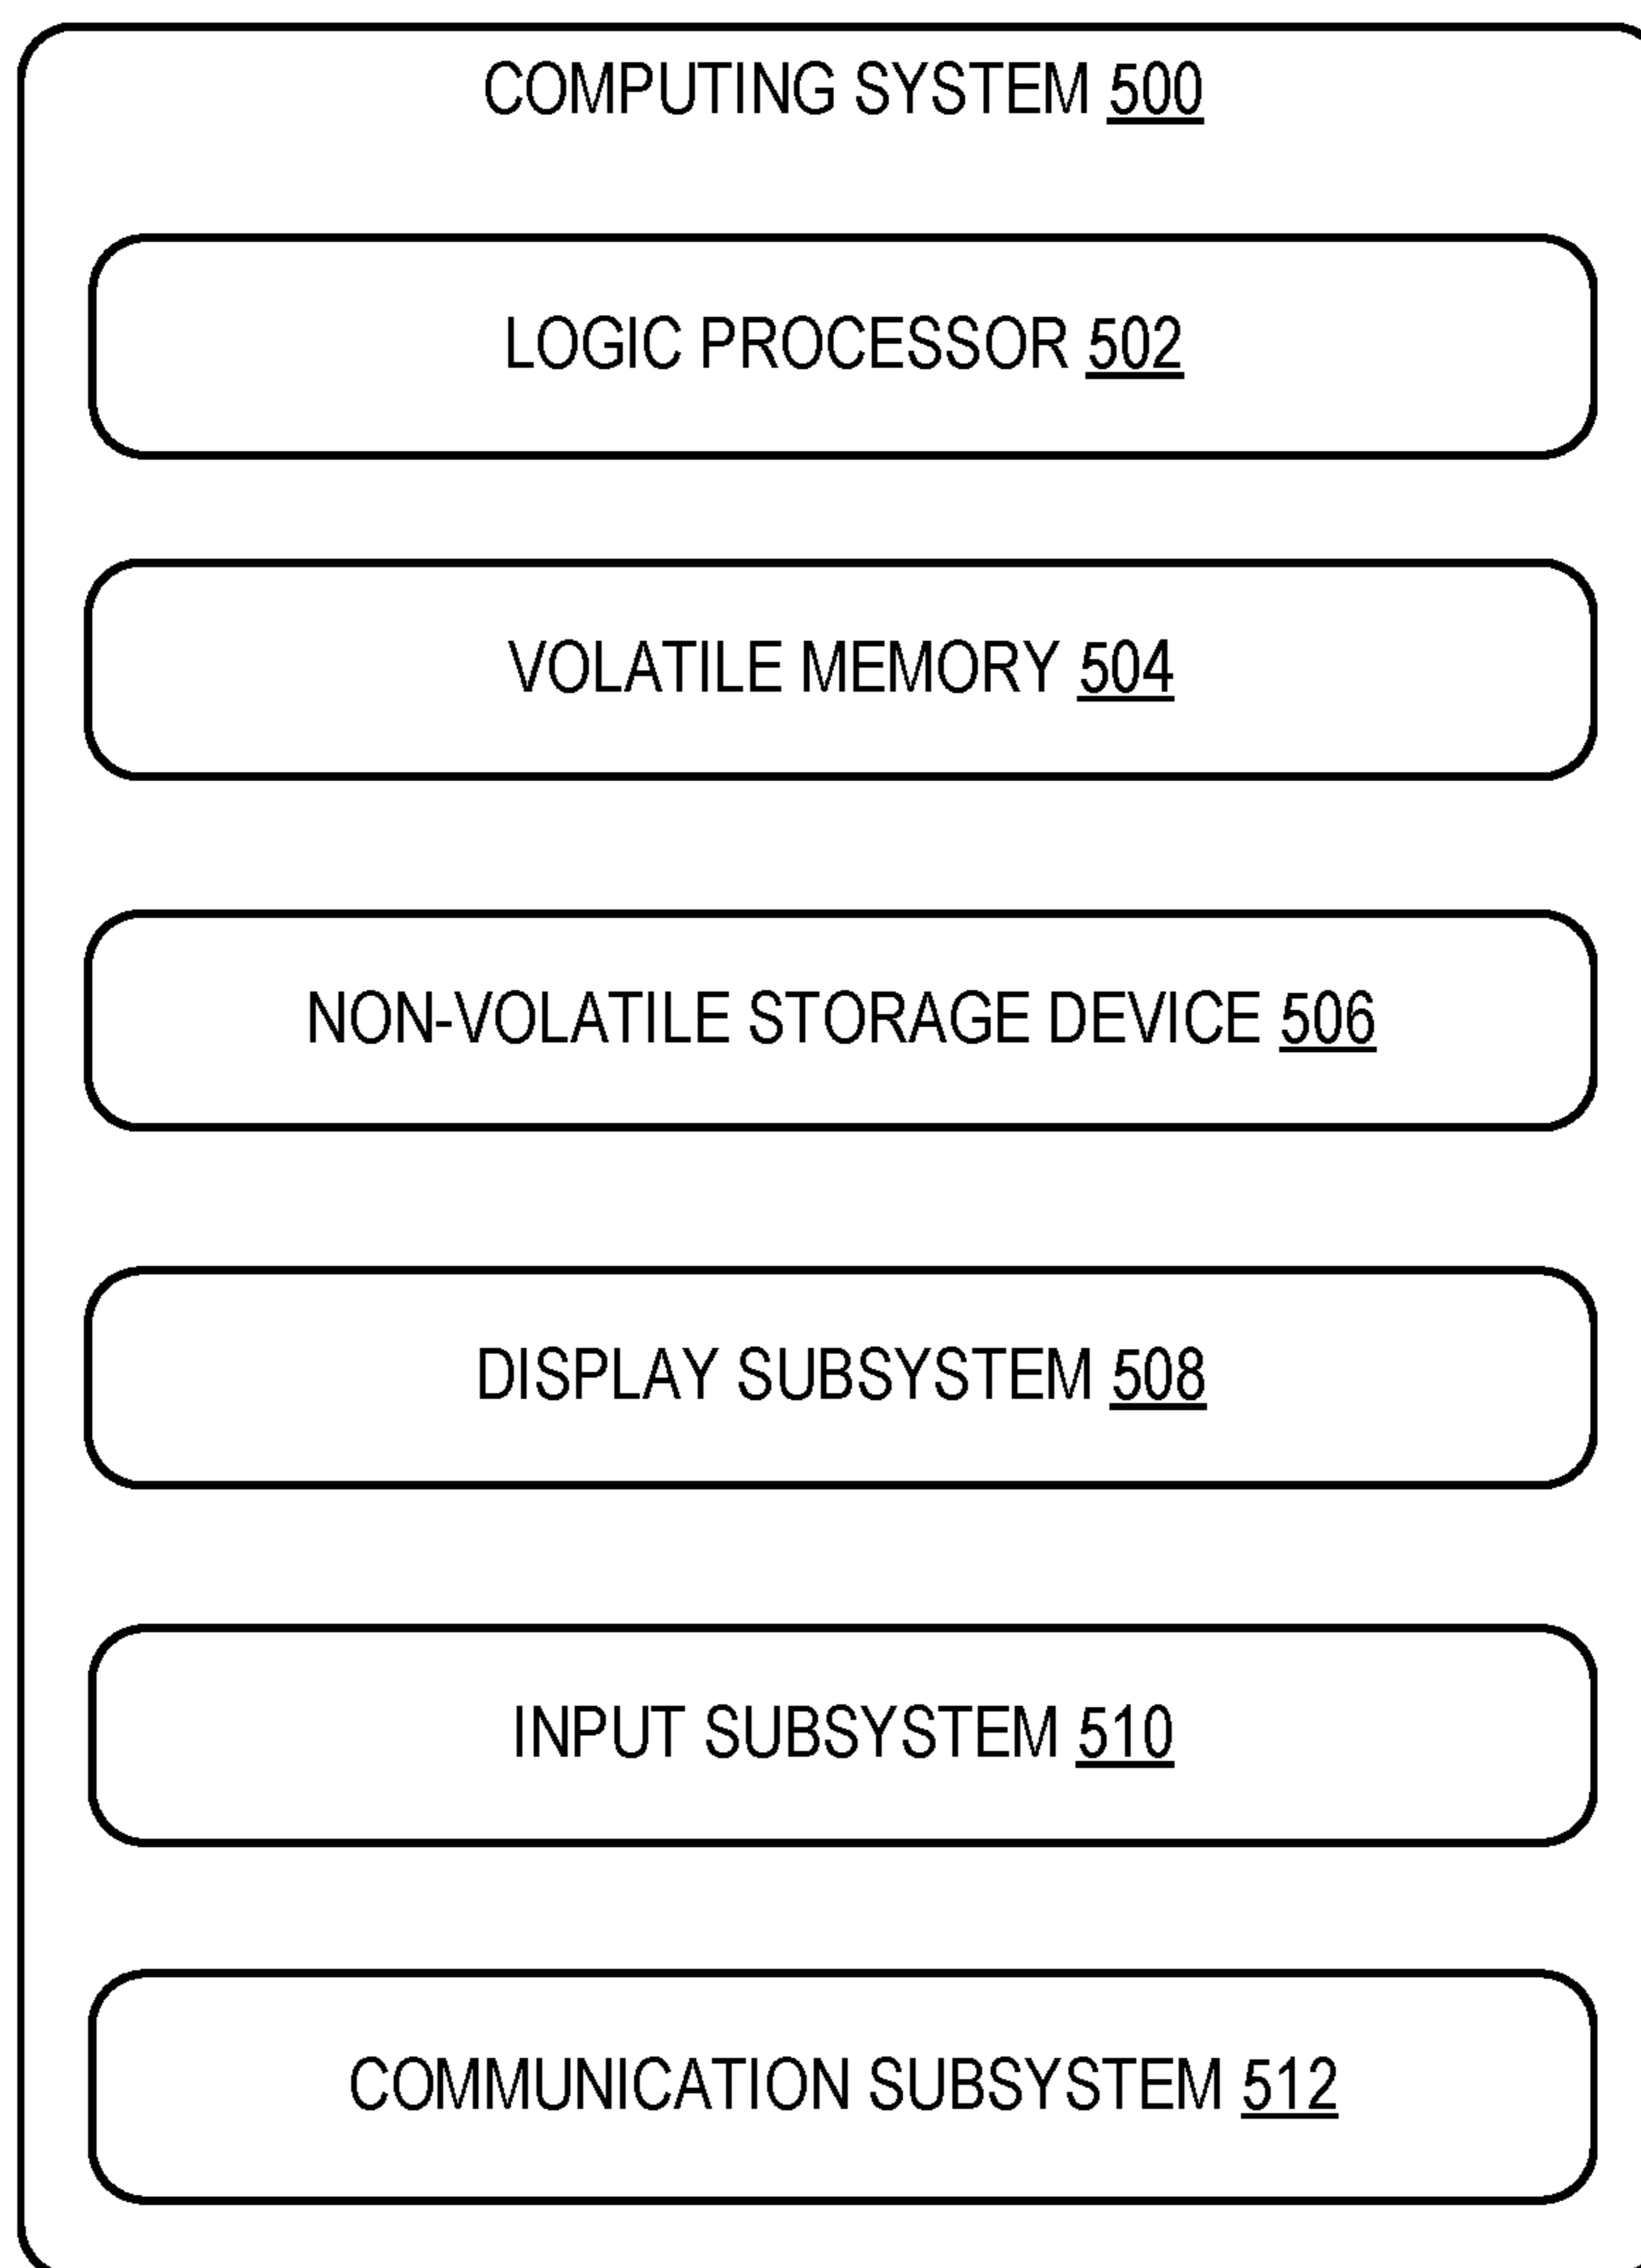 COMPUTING SYSTEM 500
LOGIC PROCESSOR 502
VOLATILE MEMORY 504
NON-VOLATILE STORAGE DEVICE 506
DISPLAY SUBSYSTEM 508
INPUT SUBSYSTEM 510
COMMUNICATION SUBSYSTEM 512